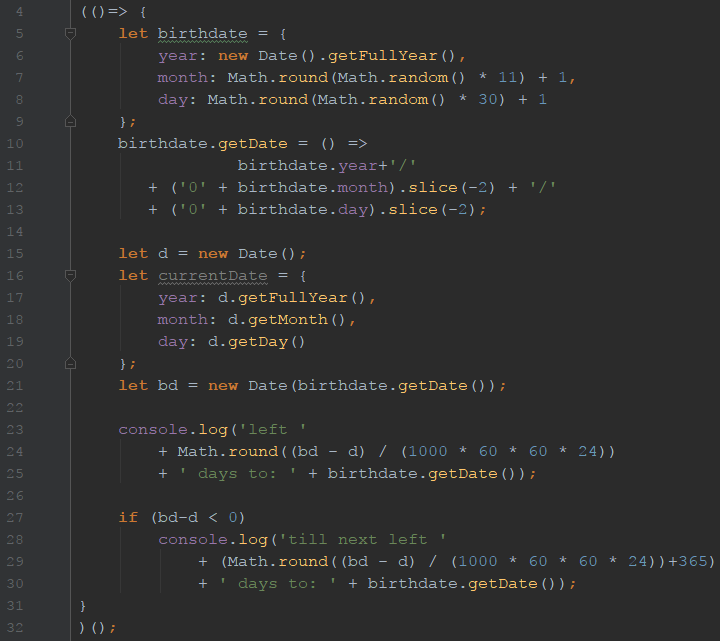 4 (()=> {
5 let birthdate = {
6 year: new Date().getFullYear(),
7 month: Math.round(Math.random() * 11) + 1,
8 day: Math.round(Math.random() * 30) + 1
9 };
10 birthdate.getDate = () =>
11 birthdate.year+'/'
12 + ('0' + birthdate.month).slice(-2) + '/'
13 + ('0' + birthdate.day).slice(-2);
14
15 let d = new Date();
16 let currentDate = {
17 year: d.getFullYear(),
18 month: d.getMonth(),
19 day: d.getDay()
20 };
21 let bd = new Date(birthdate.getDate());
22
23 console.log('left '
24 + Math.round((bd - d) / (1000 * 60 * 60 * 24))
25 + ' days to: ' + birthdate.getDate());
26
27 if (bd-d < 0)
28 console.log('till next left '
29 + (Math.round((bd - d) / (1000 * 60 * 60 * 24))+365)
30 + ' days to: ' + birthdate.getDate());
31 }
32 )();